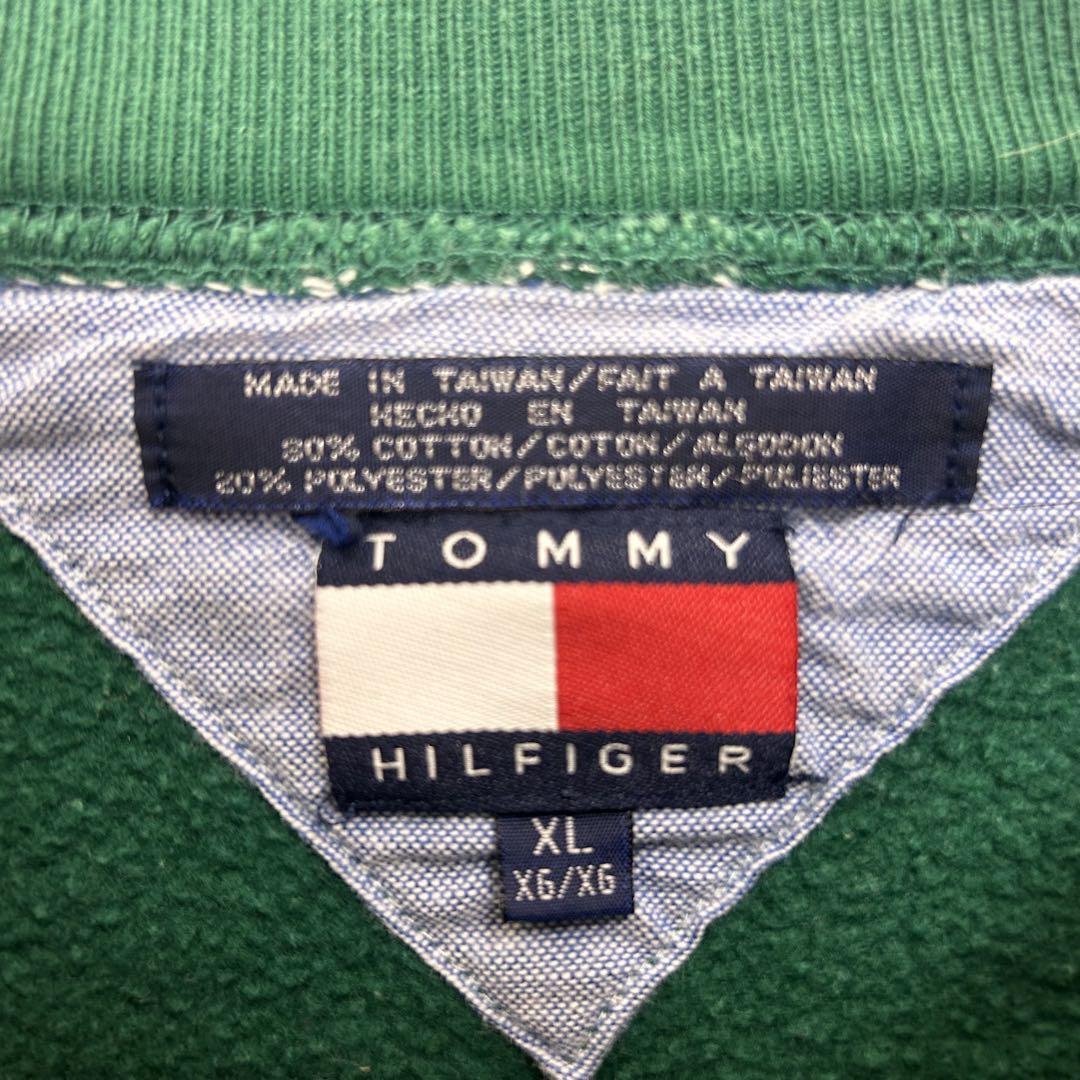 MADE IN TAIWAN/FAIT A TAIWAN
HECHO EN TAIWAN
80% COTTON/COTON/ALGODON
20% POLYESTER/POLYESTER/POLIESTER
TOMMY
HILFIGER
XL
XG/XG